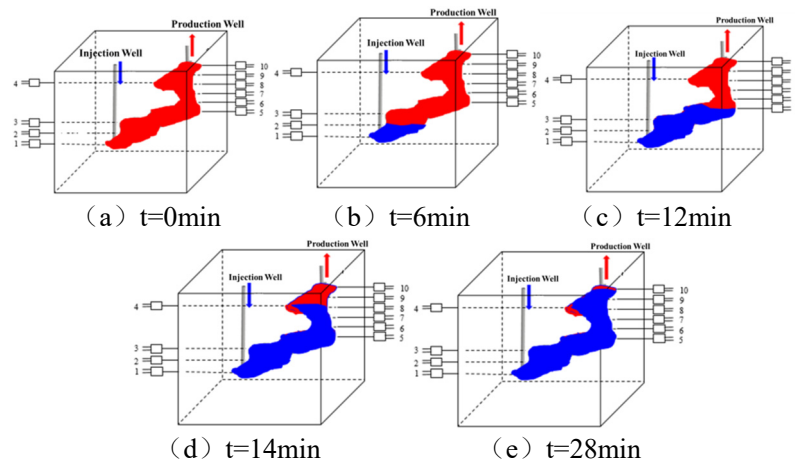 Production Well
Injection Well
10
9
8
7
6
5
4
3
2
1
（a）t=0min
Production Well
Injection Well
10
9
8
7
6
5
4
3
2
1
（b）t=6min
Production Well
Injection Well
4
3
2
1
（c）t=12min
Production Well
Injection Well
10
9
8
7
6
5
4
3
2
1
（d）t=14min
Production Well
Injection Well
10
9
8
7
6
5
4
3
2
1
（e）t=28min